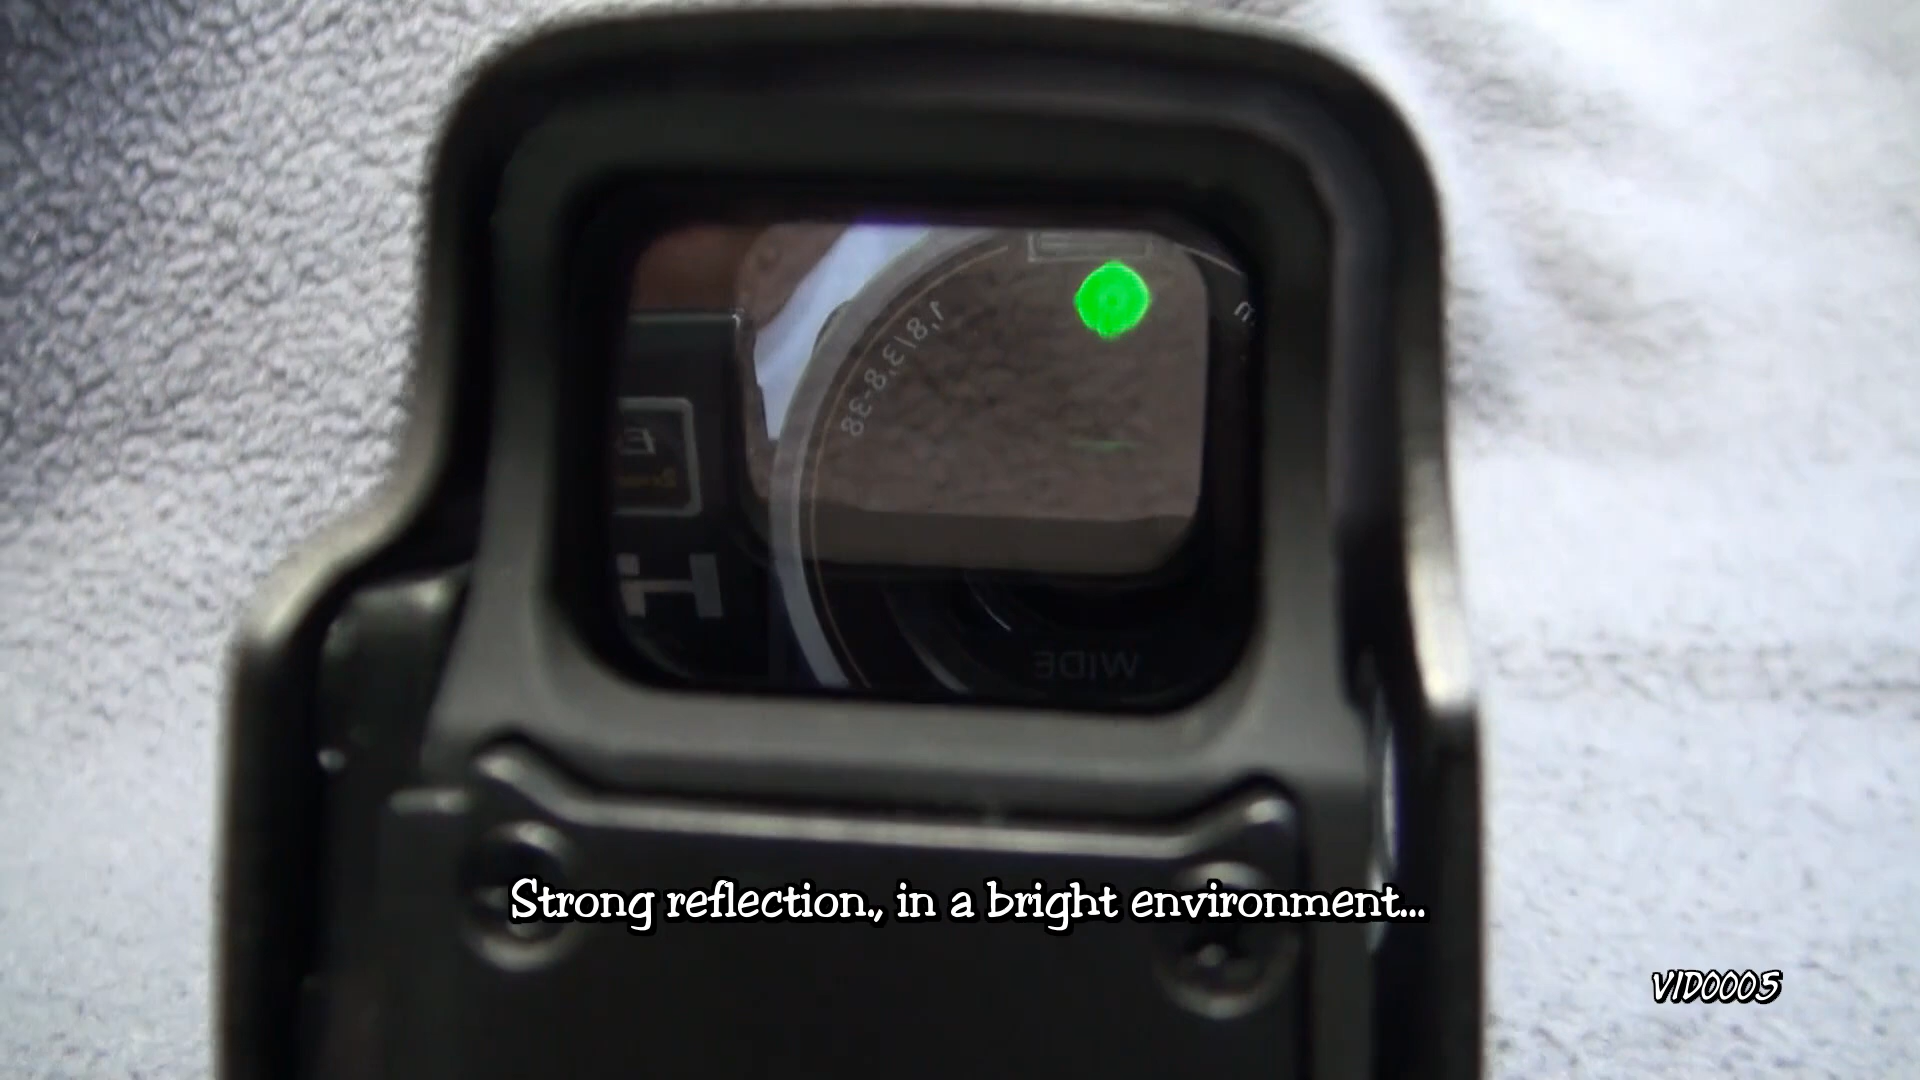 1,8/3,8-38
WIDE
Strong reflection., in a bright environment...
VID0005